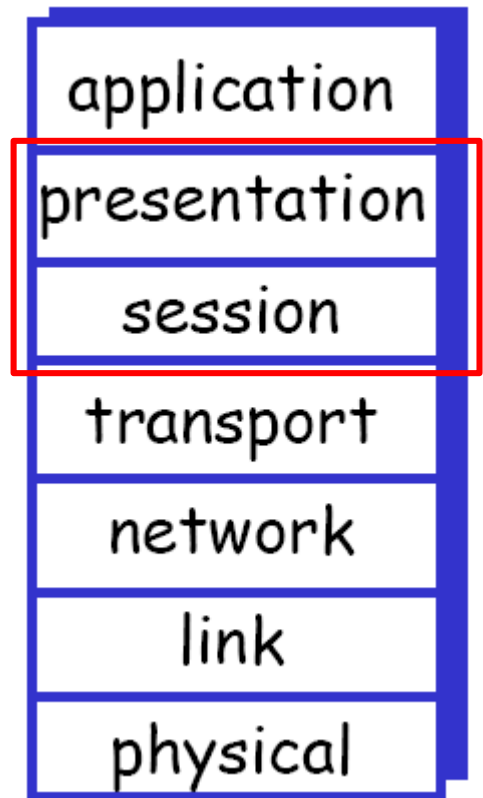 application
presentation
session
transport
network
link
physical